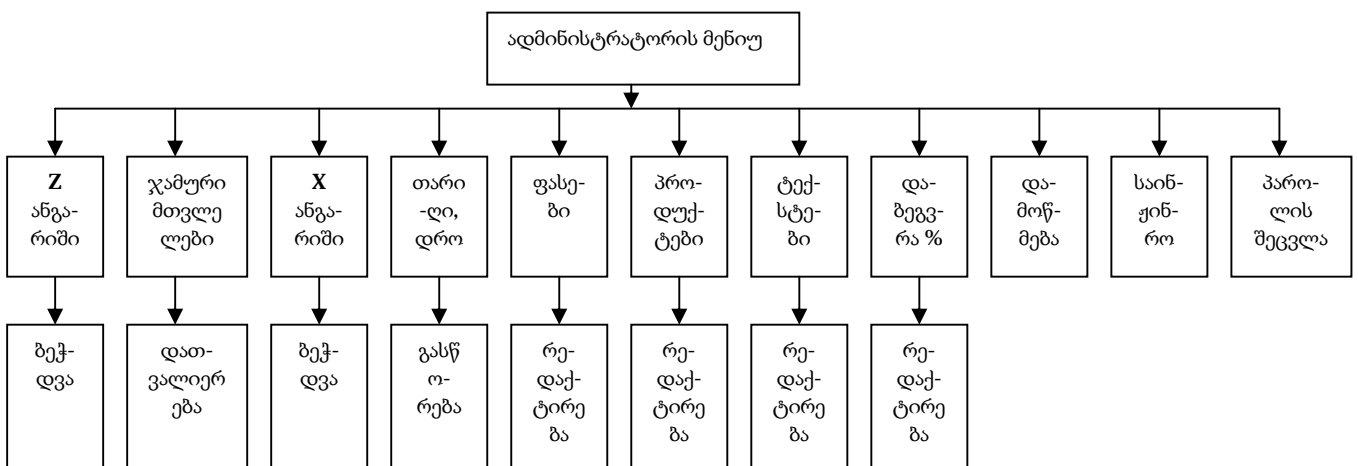 ადმინისტრატორის მენიუ
Z
ანგა-
რიში
ჯამური
მთვლე
ლები
X
ანგა-
რიში
თარი
-ღი,
დრო
ფასე-
ბი
პრო-
დუქ-
ტები
ტექ-
სტე-
ბი
და-
ბეგვ-
რა %
და-
მოწ-
მება
საინ-
ჟინ-
რო
პარო-
ლის
შეცვლა
ბეჭ-
დვა
დათ-
ვალიერ
ება
ბეჭ-
დვა
გასწ
ო-
რება
რე-
დაქ-
ტირე
ბა
რე-
დაქ-
ტირე
ბა
რე-
დაქ-
ტირე
ბა
რე-
დაქ-
ტირე
ბა